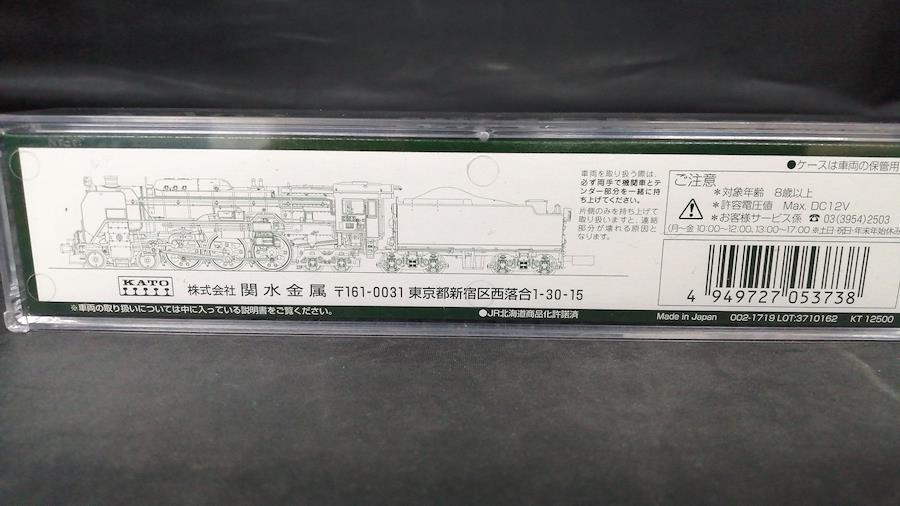 車両を取り扱う際は、
必ず両手で機関車とテ
ンダー部分を一緒に持
ち上げてください。
片側のみを持ち上げて
取り扱いますと、連結
部分が壊れる原因と
なります。
●ケースは車両の保管用
ご注意
*対象年齢 8歳以上
*許容電圧値 Max. DC12V
*お客様サービス係 ☎03(3954)2503
(月〜金 10:00〜12:00、13:00〜17:00 ※土・日・祝日・年末年始休み
4 949727 053738
KATO
株式会社 関水金属 〒161-0031 東京都新宿区西落合1-30-15
※車両の取り扱いについては中に入っている説明書をご覧ください。
●JR北海道商品化許諾済
Made in Japan 002-1719 LOT:3710162 KT 12500